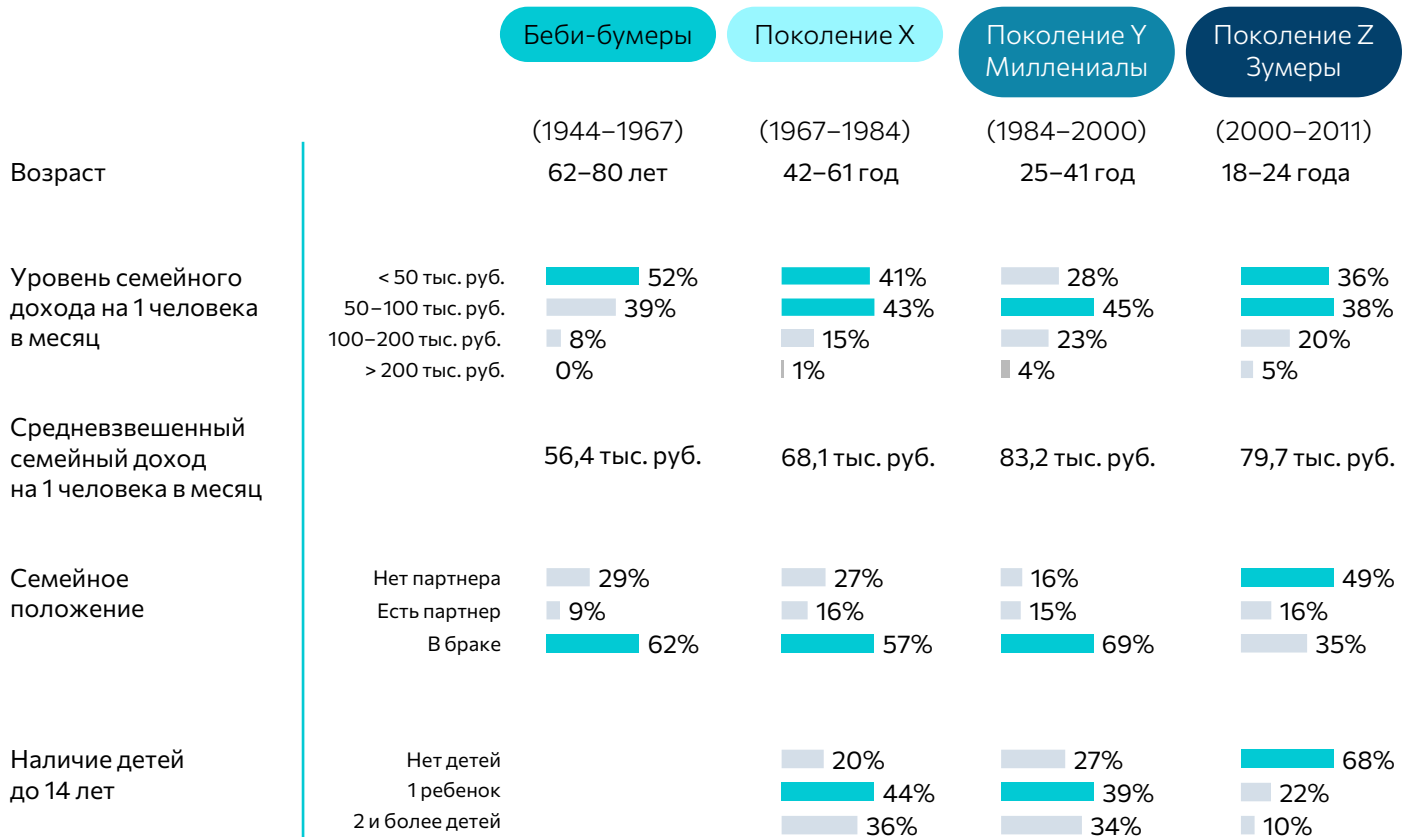 Беби-бумеры Поколение X Поколение Y Миллениалы Поколение Z Зумеры
(1944–1967) (1967–1984) (1984–2000) (2000–2011)
Возраст 62–80 лет 42–61 год 25–41 год 18–24 года
Уровень семейного
дохода на 1 человека
в месяц
< 50 тыс. руб. 52% 41% 28% 36%
50–100 тыс. руб. 39% 43% 45% 38%
100–200 тыс. руб. 8% 15% 23% 20%
> 200 тыс. руб. 0% 1% 4% 5%
Средневзвешенный
семейный доход
на 1 человека в месяц
56,4 тыс. руб. 68,1 тыс. руб. 83,2 тыс. руб. 79,7 тыс. руб.
Семейное
положение
Нет партнера 29% 27% 16% 49%
Есть партнер 9% 16% 15% 16%
В браке 62% 57% 69% 35%
Наличие детей
до 14 лет
Нет детей 20% 27% 68%
1 ребенок 44% 39% 22%
2 и более детей 36% 34% 10%